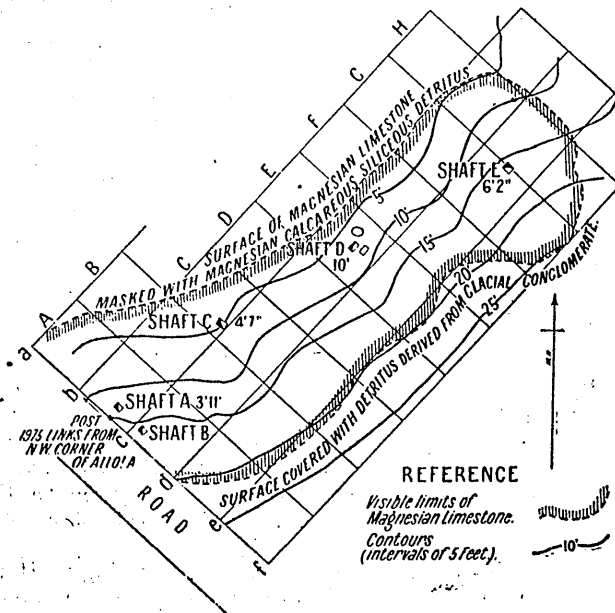 H
G
F
E
D
C
B
A
a
b
c
d
e
f
SURFACE OF MAGNESIAN LIMESTONE
MASKED WITH MAGNESIAN CALCAREOUS SILICEOUS DETRITUS
SHAFT E
6'2"
5'
10'
15'
20'
25'
SHAFT D
10'
SHAFT C
4'7"
SHAFT A 3'11"
SHAFT B
POST
1975 LINKS FROM
N.W. CORNER
OF A110! A
ROAD
SURFACE COVERED WITH DETRITUS DERIVED FROM GLACIAL CONGLOMERATE.
REFERENCE
Visible limits of
Magnesian Limestone.
Contours
(intervals of 5 Feet).
10'